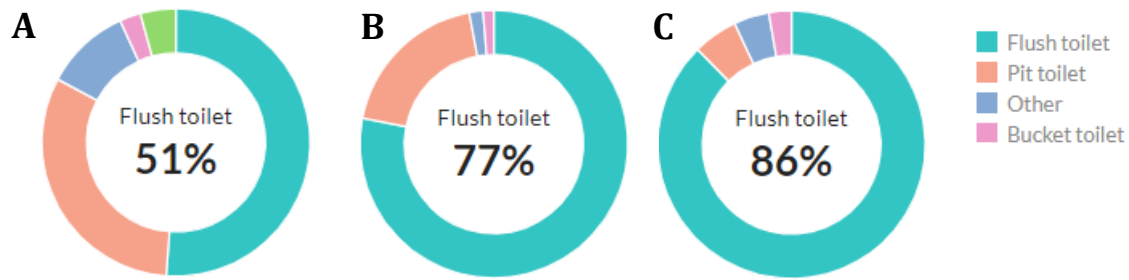 A
Flush toilet
51%
B
Flush toilet
77%
C
Flush toilet
86%
Flush toilet
Pit toilet
Other
Bucket toilet